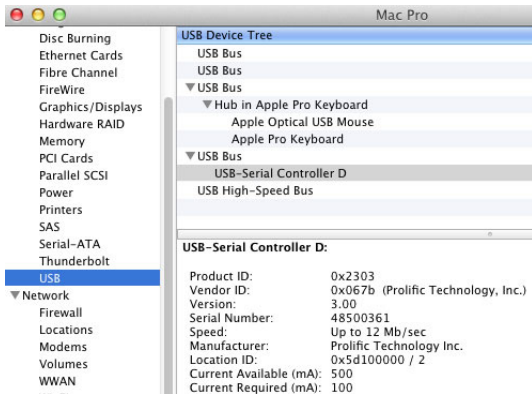 Mac Pro
Disc Burning
Ethernet Cards
Fibre Channel
FireWire
Graphics/Displays
Hardware RAID
Memory
PCI Cards
Parallel SCSI
Power
Printers
SAS
Serial-ATA
Thunderbolt
USB
Network
Firewall
Locations
Modems
Volumes
WWAN
USB Device Tree
USB Bus
USB Bus
USB Bus
Hub in Apple Pro Keyboard
Apple Optical USB Mouse
Apple Pro Keyboard
USB Bus
USB-Serial Controller D
USB High-Speed Bus
USB-Serial Controller D:
Product ID: 0x2303
Vendor ID: 0x067b (Prolific Technology, Inc.)
Version: 3.00
Serial Number: 48500361
Speed: Up to 12 Mb/sec
Manufacturer: Prolific Technology Inc.
Location ID: 0x5d100000 / 2
Current Available (mA): 500
Current Required (mA): 100